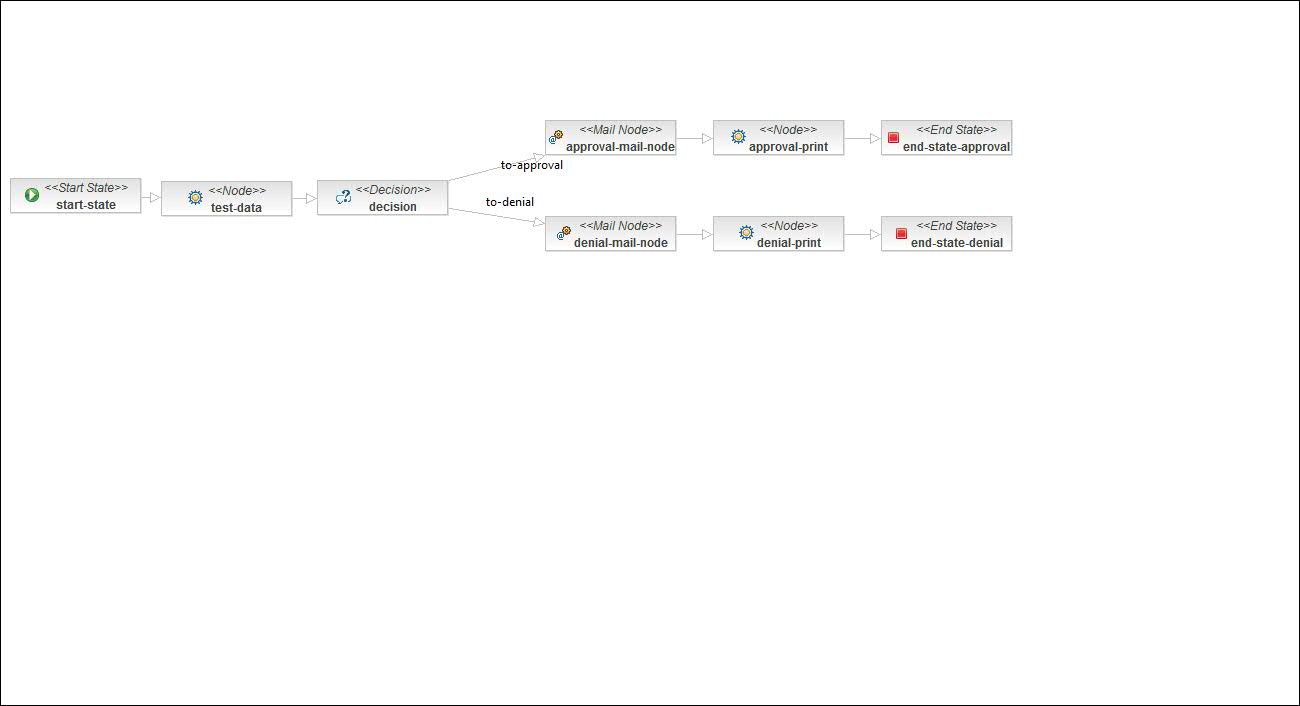 <<Start State>>
start-state
<<Node>>
test-data
<<Decision>>
decision
to-approval
<<Mail Node>>
approval-mail-node
<<Node>>
approval-print
<<End State>>
end-state-approval
to-denial
<<Mail Node>>
denial-mail-node
<<Node>>
denial-print
<<End State>>
end-state-denial